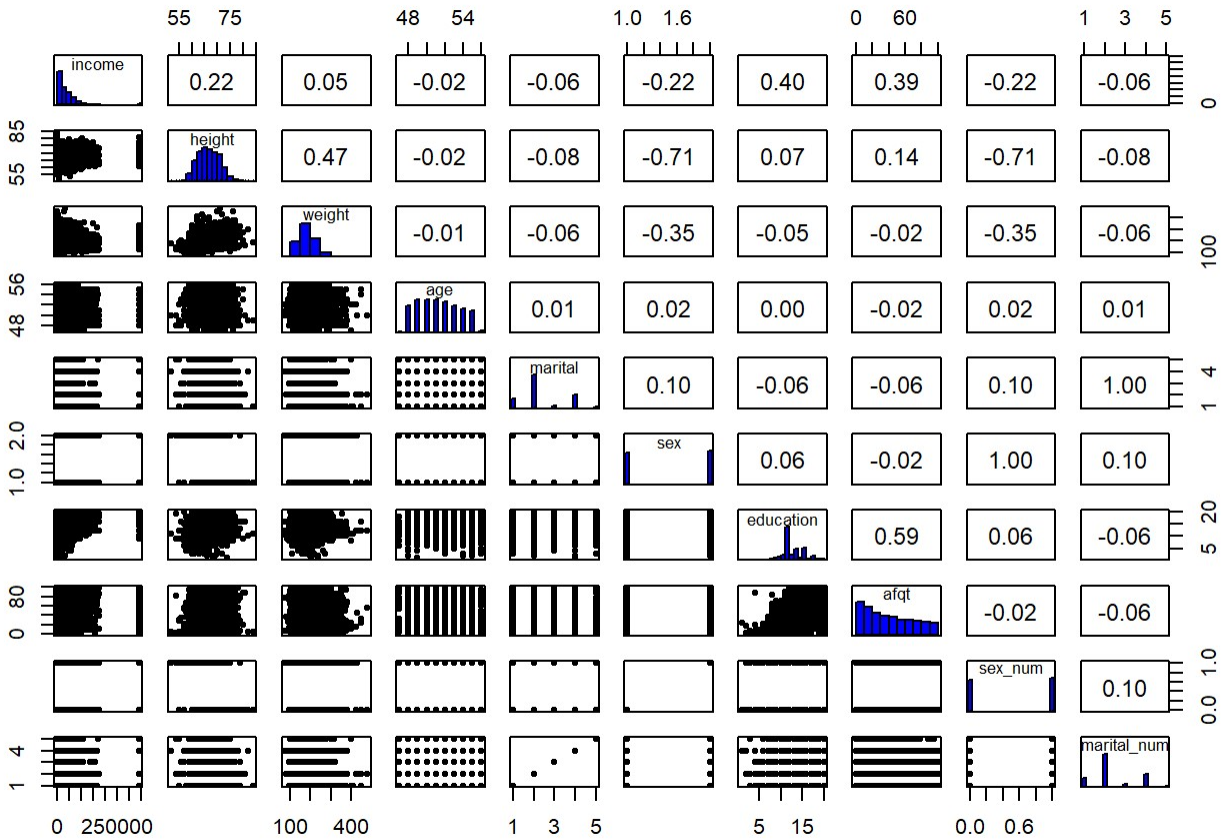 55 75 48 54 1.0 1.6 0 60 1 3 5
income 0.22 0.05 -0.02 -0.06 -0.22 0.40 0.39 -0.22 -0.06 0
55 85 height 0.47 -0.02 -0.08 -0.71 0.07 0.14 -0.71 -0.08
weight -0.01 -0.06 -0.35 -0.05 -0.02 -0.35 -0.06 100
48 56 age 0.01 0.02 0.00 -0.02 0.02 0.01
marital 0.10 -0.06 -0.06 0.10 1.00 1 4
1.0 2.0 sex 0.06 -0.02 1.00 0.10
education 0.59 0.06 -0.06 5 20
0 80 afqt -0.02 -0.06
sex_num 0.10 0.0 1.0
1 4 marital_num
0 250000 100 400 1 3 5 5 15 0.0 0.6